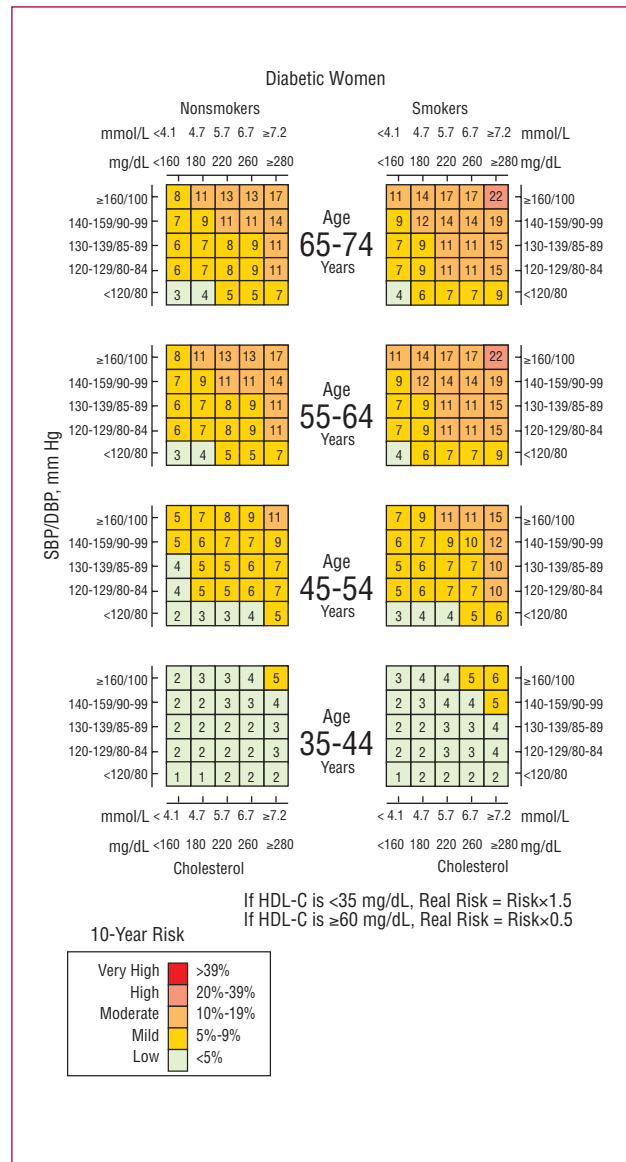 Diabetic Women
Nonsmokers Smokers
mmol/L <4.1 4.7 5.7 6.7 ≥7.2 <4.1 4.7 5.7 6.7 ≥7.2 mmol/L
mg/dL <160 180 220 260 ≥280 <160 180 220 260 ≥280 mg/dL
SBP/DBP, mm Hg
≥160/100 8 11 13 13 17 11 14 17 17 22 ≥160/100
140-159/90-99 7 9 11 11 14 Age 9 12 14 14 19 140-159/90-99
130-139/85-89 6 7 8 9 11 65-74 7 9 11 11 15 130-139/85-89
120-129/80-84 6 7 8 9 11 Years 7 9 11 11 15 120-129/80-84
<120/80 3 4 5 5 7 4 6 7 7 9 <120/80
≥160/100 8 11 13 13 17 11 14 17 17 22 ≥160/100
140-159/90-99 7 9 11 11 14 Age 9 12 14 14 19 140-159/90-99
130-139/85-89 6 7 8 9 11 55-64 7 9 11 11 15 130-139/85-89
120-129/80-84 6 7 8 9 11 Years 7 9 11 11 15 120-129/80-84
<120/80 3 4 5 5 7 4 6 7 7 9 <120/80
≥160/100 5 7 8 9 11 7 9 11 11 15 ≥160/100
140-159/90-99 5 6 7 7 9 Age 6 7 9 10 12 140-159/90-99
130-139/85-89 4 5 5 6 7 45-54 5 6 7 7 10 130-139/85-89
120-129/80-84 4 5 5 6 7 Years 5 6 7 7 10 120-129/80-84
<120/80 2 3 3 4 5 3 4 4 5 6 <120/80
≥160/100 2 3 3 4 5 3 4 4 5 6 ≥160/100
140-159/90-99 2 2 3 3 4 Age 2 3 4 4 5 140-159/90-99
130-139/85-89 2 2 2 2 3 35-44 2 2 3 3 4 130-139/85-89
120-129/80-84 2 2 2 2 3 Years 2 2 3 3 4 120-129/80-84
<120/80 1 1 2 2 2 1 2 2 2 2 <120/80
mmol/L < 4.1 4.7 5.7 6.7 ≥7.2 < 4.1 4.7 5.7 6.7 ≥7.2 mmol/L
mg/dL <160 180 220 260 ≥280 <160 180 220 260 ≥280 mg/dL
Cholesterol Cholesterol
If HDL-C is <35 mg/dL, Real Risk = Risk×1.5
If HDL-C is ≥60 mg/dL, Real Risk = Risk×0.5
10-Year Risk
Very High >39%
High 20%-39%
Moderate 10%-19%
Mild 5%-9%
Low <5%